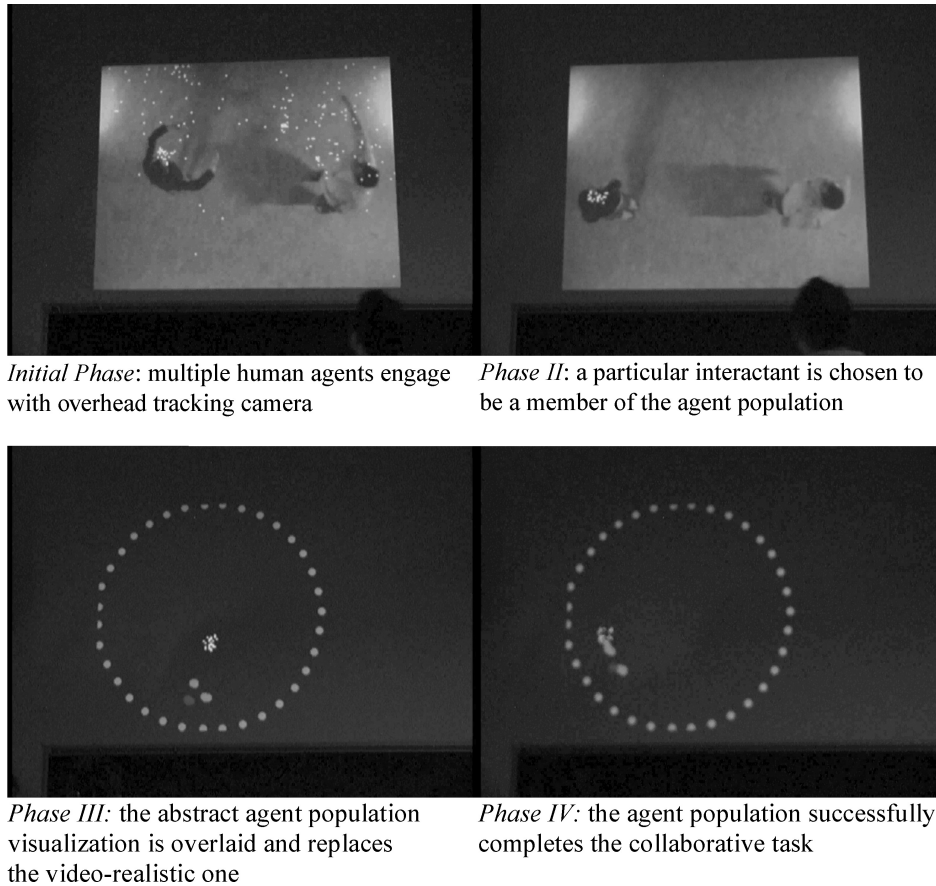 Initial Phase: multiple human agents engage
with overhead tracking camera
Phase II: a particular interactant is chosen to
be a member of the agent population
Phase III: the abstract agent population
visualization is overlaid and replaces
the video-realistic one
Phase IV: the agent population successfully
completes the collaborative task